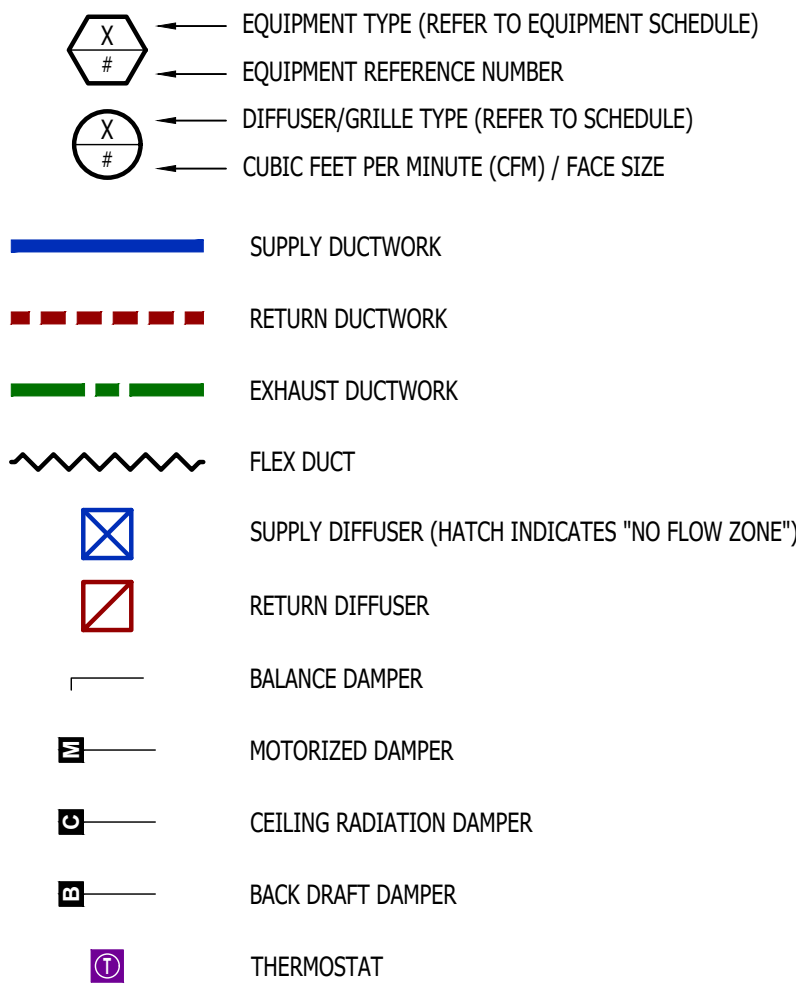 X EQUIPMENT TYPE (REFER TO EQUIPMENT SCHEDULE)
# EQUIPMENT REFERENCE NUMBER
X DIFFUSER/GRILLE TYPE (REFER TO SCHEDULE)
# CUBIC FEET PER MINUTE (CFM) / FACE SIZE
SUPPLY DUCTWORK
RETURN DUCTWORK
EXHAUST DUCTWORK
FLEX DUCT
SUPPLY DIFFUSER (HATCH INDICATES "NO FLOW ZONE")
RETURN DIFFUSER
BALANCE DAMPER
M MOTORIZED DAMPER
C CEILING RADIATION DAMPER
B BACK DRAFT DAMPER
T THERMOSTAT